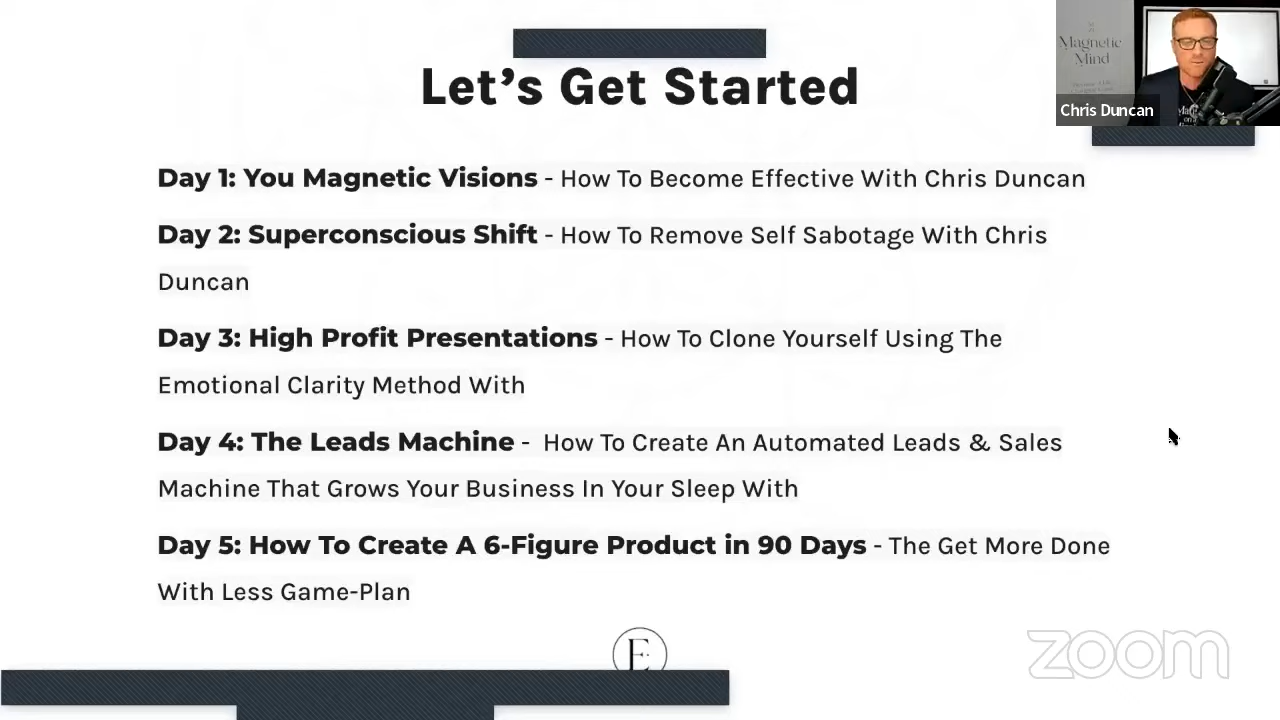 Let's Get Started
Magnetic
Mind
Chris Duncan
Day 1: You Magnetic Visions - How To Become Effective With Chris Duncan
Day 2: Superconscious Shift - How To Remove Self Sabotage With Chris
Duncan
Day 3: High Profit Presentations - How To Clone Yourself Using The
Emotional Clarity Method With
Day 4: The Leads Machine -  How To Create An Automated Leads & Sales
Machine That Grows Your Business In Your Sleep With
Day 5: How To Create A 6-Figure Product in 90 Days - The Get More Done
With Less Game-Plan
E
zoom